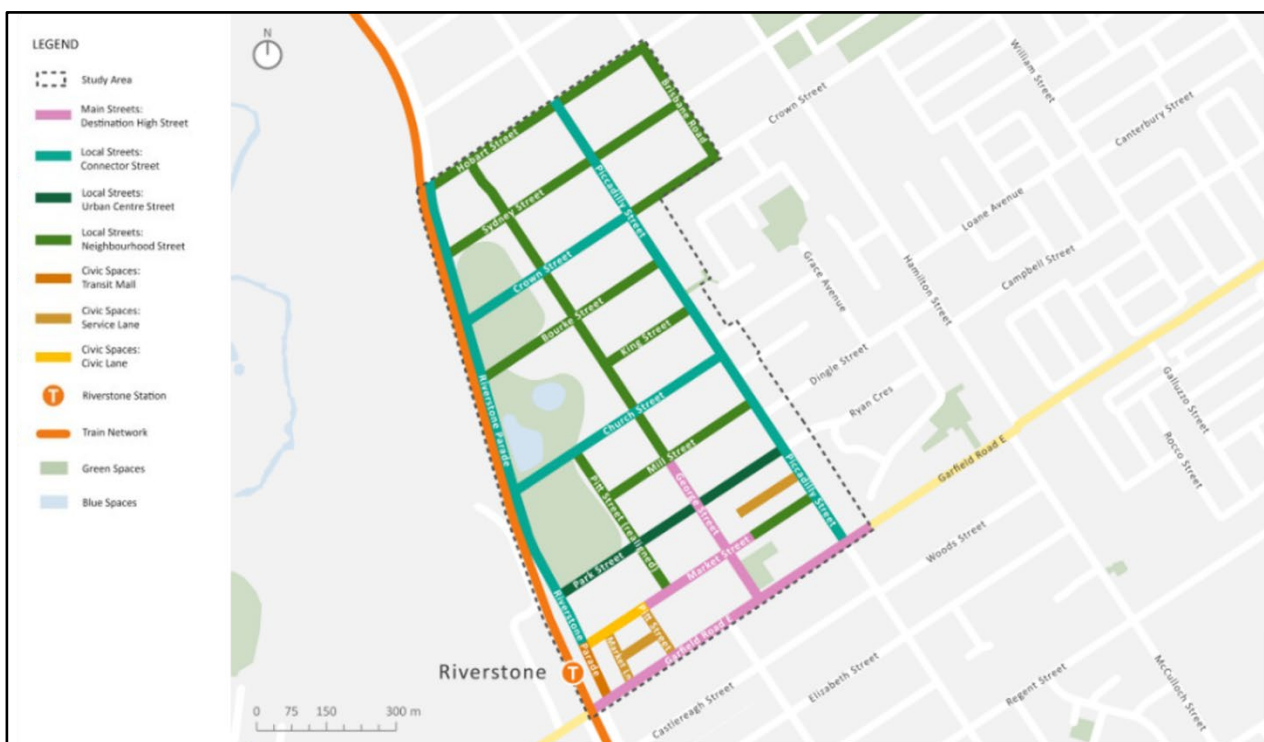 LEGEND
Study Area
Main Streets:
Destination High Street
Local Streets:
Connector Street
Local Streets:
Urban Centre Street
Local Streets:
Neighbourhood Street
Civic Spaces:
Transit Mall
Civic Spaces:
Service Lane
Civic Spaces:
Civic Lane
T
Riverstone Station
Train Network
Green Spaces
Blue Spaces
N
Hobart Street
Brisbane Road
Sydney Street
Piccadilly Street
Crown Street
Crown Street
William Street
Canterbury Street
Loane Avenue
Campbell Street
Grace Avenue
Hamilton Street
Bourke Street
King Street
Riverstone Parade
Church Street
Dingle Street
Ryan Cres
Galluzzo Street
Rocco Street
Garfield Road E
Mill Street
Pitt Street (realigned)
George Street
Piccadilly Street
Park Street
Market Street
Woods Street
Riverstone Parade
Pitt Street
Market Ln
Garfield Road E
Riverstone
T
Elizabeth Street
Castlereagh Street
Regent Street
McCulloch Street
0 75 150 300 m